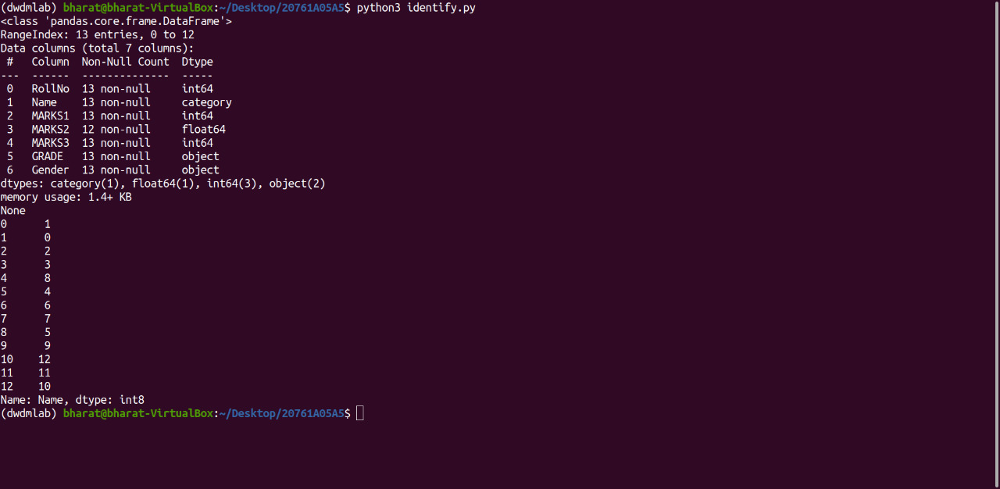 (dwdmlab) bharat@bharat-VirtualBox:~/Desktop/20761A05A5$ python3 identify.py
<class 'pandas.core.frame.DataFrame'>
RangeIndex: 13 entries, 0 to 12
Data columns (total 7 columns):
 #   Column  Non-Null Count  Dtype
---  ------  --------------  -----
 0   RollNo  13 non-null     int64
 1   Name    13 non-null     category
 2   MARKS1  13 non-null     int64
 3   MARKS2  12 non-null     float64
 4   MARKS3  13 non-null     int64
 5   GRADE   13 non-null     object
 6   Gender  13 non-null     object
dtypes: category(1), float64(1), int64(3), object(2)
memory usage: 1.4+ KB
None
0      1
1      0
2      2
3      3
4      8
5      4
6      6
7      7
8      5
9      9
10    12
11    11
12    10
Name: Name, dtype: int8
(dwdmlab) bharat@bharat-VirtualBox:~/Desktop/20761A05A5$